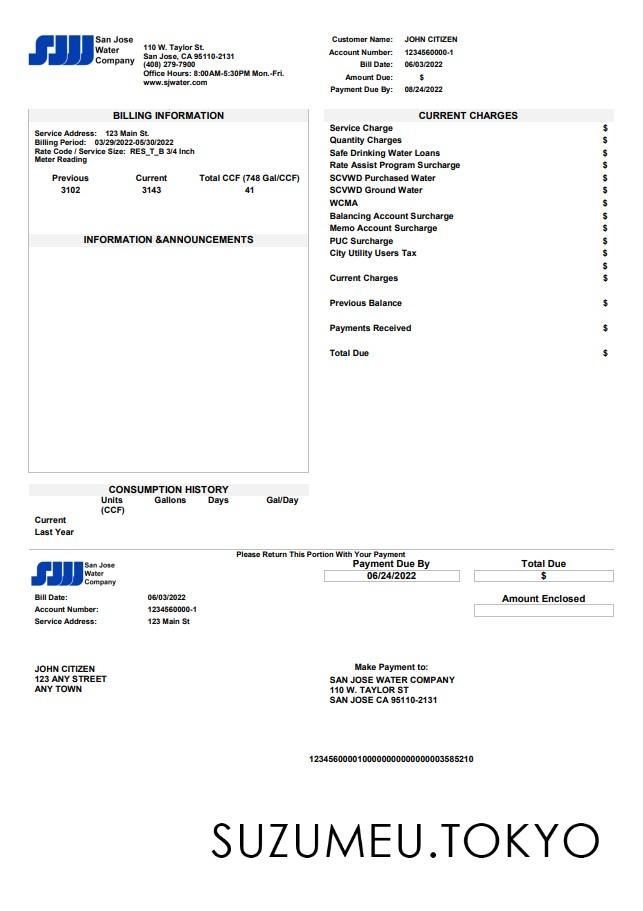 San Jose
Water
Company
110 W. Taylor St.
San Jose, CA 95110-2131
(408) 279-7900
Office Hours: 8:00AM-5:30PM Mon.-Fri.
www.sjwater.com
Customer Name: JOHN CITIZEN
Account Number: 1234560000-1
Bill Date: 06/03/2022
Amount Due: $
Payment Due By: 08/24/2022
BILLING INFORMATION
Service Address: 123 Main St.
Billing Period: 03/29/2022-05/30/2022
Rate Code / Service Size: RES_T_B 3/4 Inch
Meter Reading
Previous Current Total CCF (748 Gal/CCF)
3102 3143 41
INFORMATION &ANNOUNCEMENTS
CURRENT CHARGES
Service Charge $
Quantity Charges $
Safe Drinking Water Loans $
Rate Assist Program Surcharge $
SCVWD Purchased Water $
SCVWD Ground Water $
WCMA $
Balancing Account Surcharge $
Memo Account Surcharge $
PUC Surcharge $
City Utility Users Tax $
$
Current Charges $
Previous Balance $
Payments Received $
Total Due $
CONSUMPTION HISTORY
Units Gallons Days Gal/Day
(CCF)
Current
Last Year
Please Return This Portion With Your Payment
San Jose
Water
Company
Payment Due By Total Due
06/24/2022 $
Amount Enclosed
Bill Date: 06/03/2022
Account Number: 1234560000-1
Service Address: 123 Main St
JOHN CITIZEN
123 ANY STREET
ANY TOWN
Make Payment to:
SAN JOSE WATER COMPANY
110 W. TAYLOR ST
SAN JOSE CA 95110-2131
1234560000100000000000000003585210
SUZUMEU.TOKYO